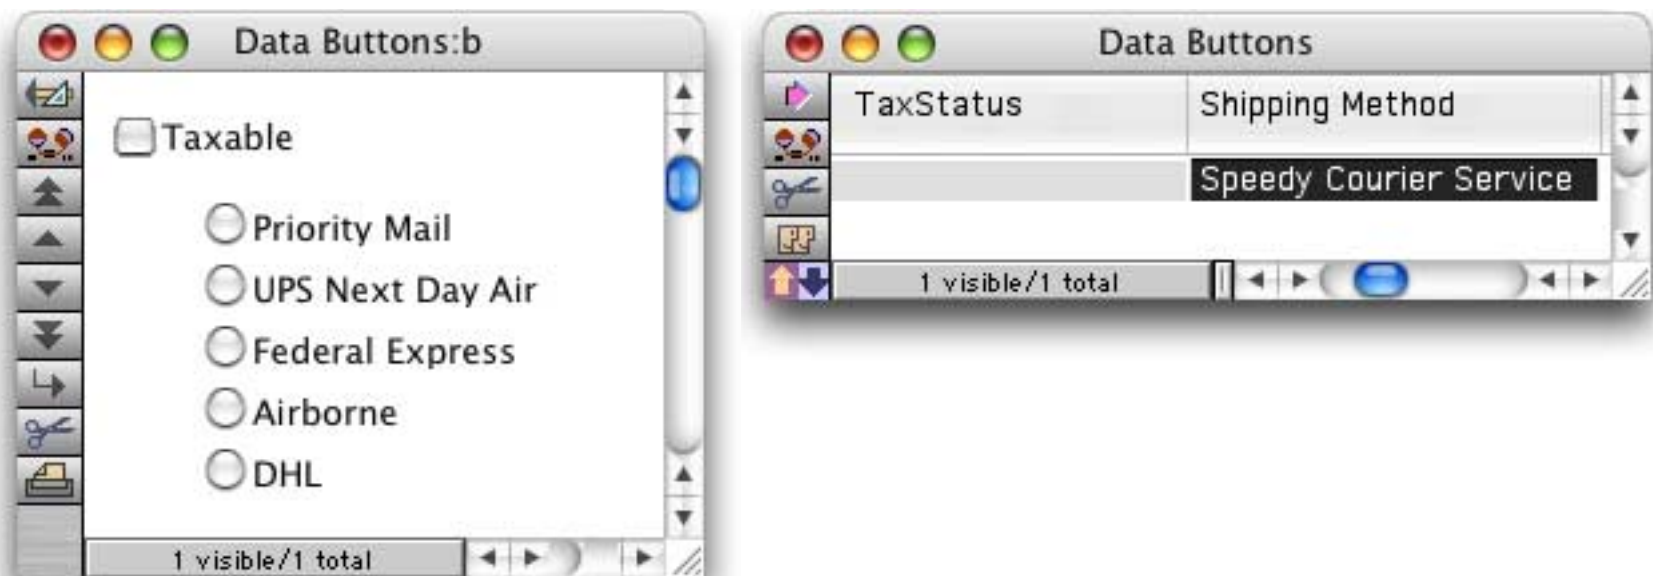 Data Buttons:b
Taxable
Priority Mail
UPS Next Day Air
Federal Express
Airborne
DHL
1 visible/1 total
Data Buttons
TaxStatus Shipping Method
Speedy Courier Service
1 visible/1 total